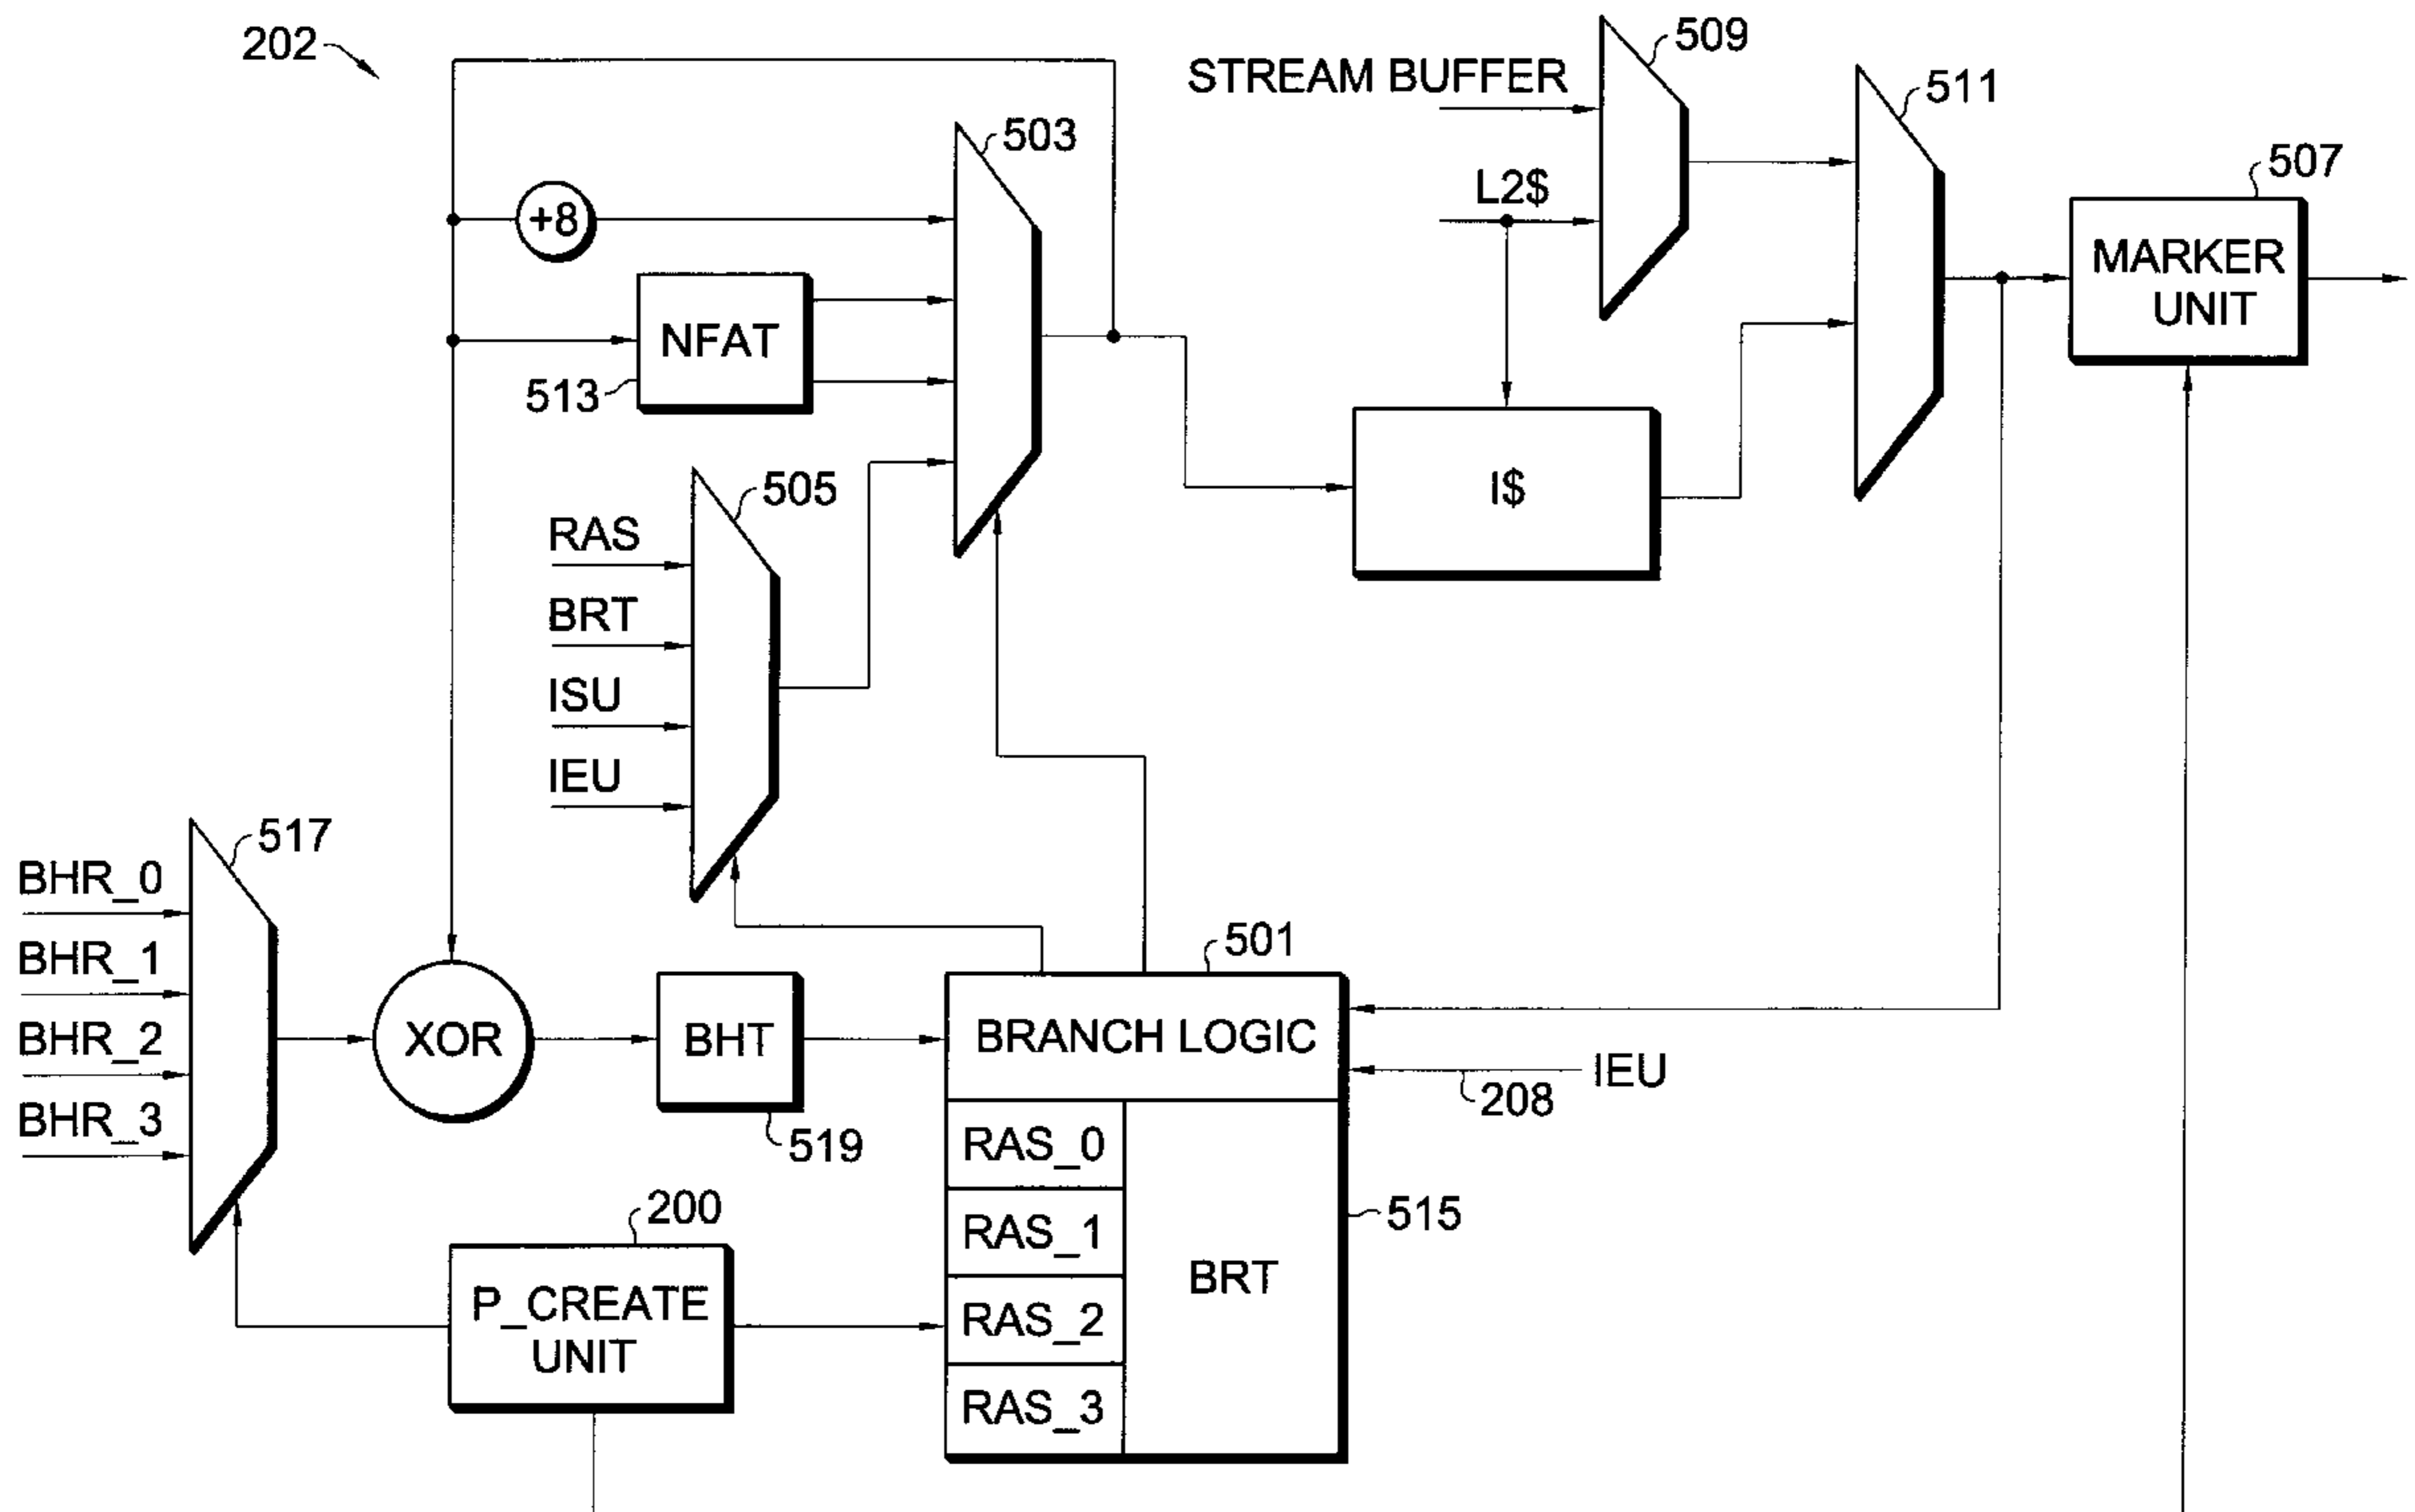 202
509
STREAM BUFFER
511
503
507
L2$
+8
MARKER
UNIT
NFAT
513
505
I$
RAS
BRT
ISU
IEU
517
BHR_0
501
BHR_1
XOR
BHT
BRANCH LOGIC
BHR_2
IEU
208
BHR_3
519
RAS_0
200
RAS_1
515
BRT
P_CREATE
UNIT
RAS_2
RAS_3